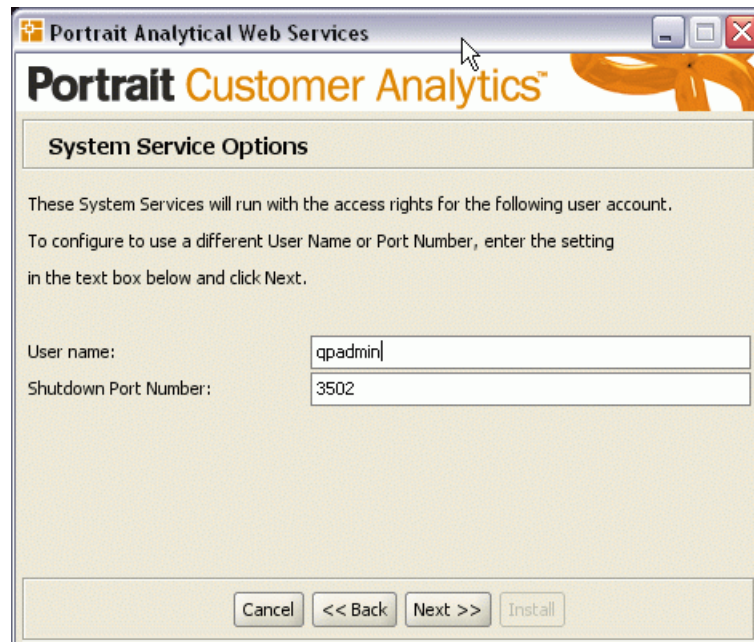 Portrait Analytical Web Services
Portrait Customer Analytics™
System Service Options
These System Services will run with the access rights for the following user account.
To configure to use a different User Name or Port Number, enter the setting
in the text box below and click Next.
User name: qpadmin
Shutdown Port Number: 3502
Cancel << Back Next >> Install